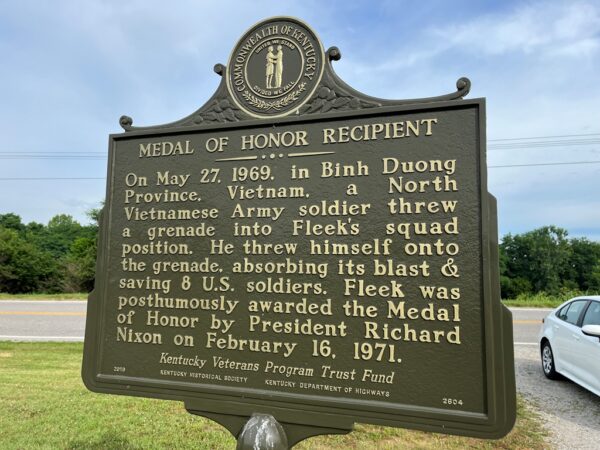 COMMONWEALTH OF KENTUCKY
UNITED WE STAND
DIVIDED WE FALL
MEDAL OF HONOR RECIPIENT
On May 27, 1969, in Binh Duong
Province, Vietnam, a North
Vietnamese Army soldier threw
a grenade into Fleek's squad
position. He threw himself onto
the grenade, absorbing its blast &
saving 8 U.S. soldiers. Fleek was
posthumously awarded the Medal
of Honor by President Richard
Nixon on February 16, 1971.
Kentucky Veterans Program Trust Fund
KENTUCKY HISTORICAL SOCIETY KENTUCKY DEPARTMENT OF HIGHWAYS
2019 2604